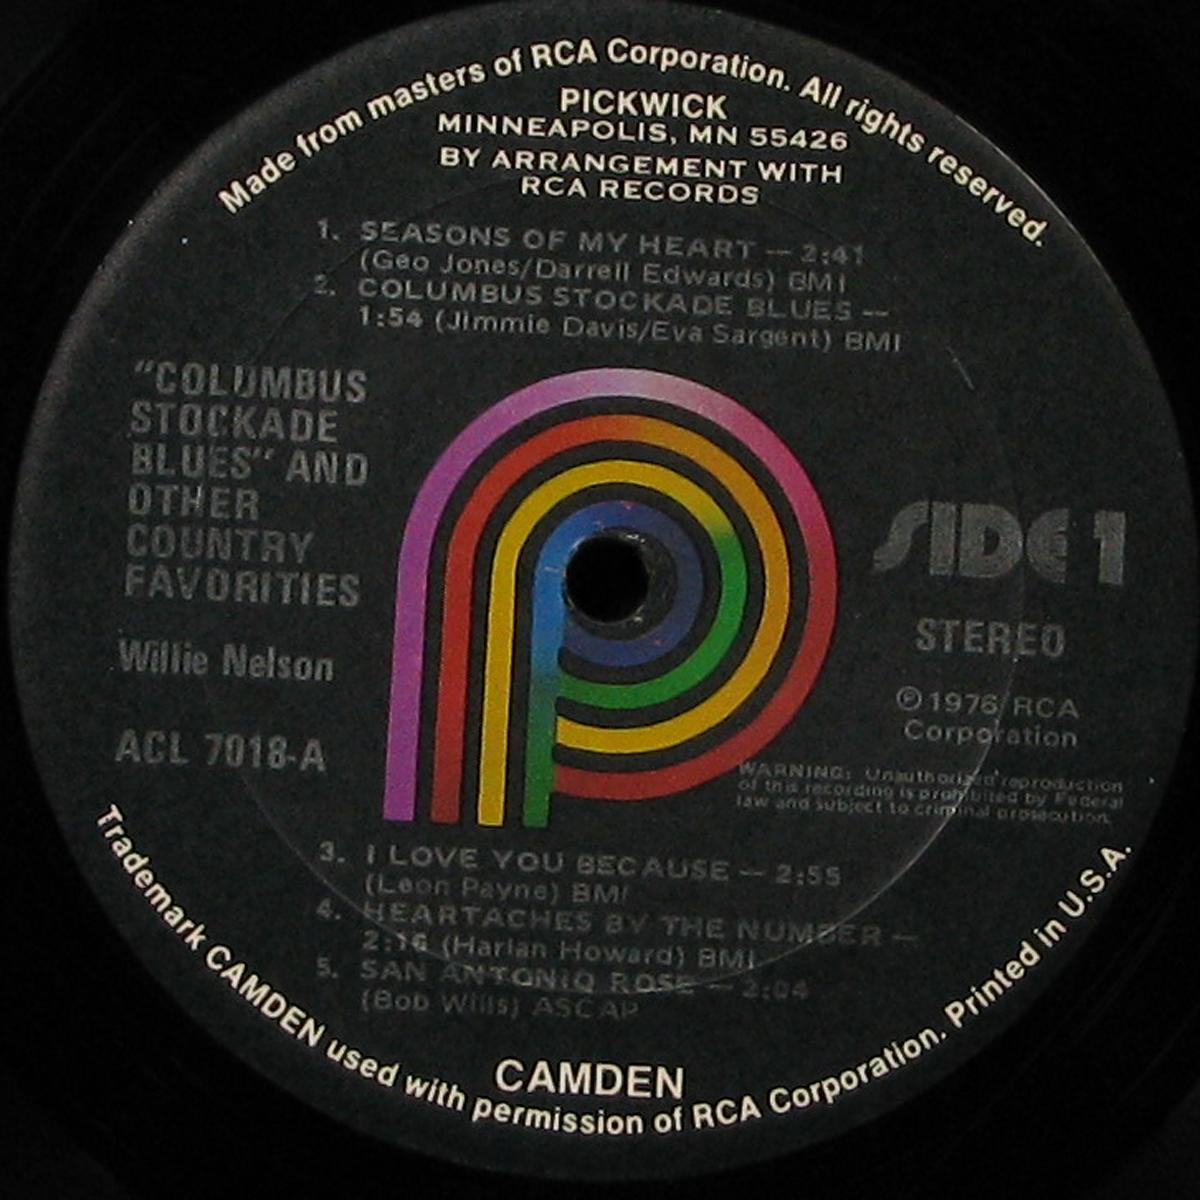 Made from masters of RCA Corporation. All rights reserved.
PICKWICK
MINNEAPOLIS, MN 55426
BY ARRANGEMENT WITH
RCA RECORDS
1. SEASONS OF MY HEART — 2:41
(Geo Jones/Darrell Edwards) BMI
2. COLUMBUS STOCKADE BLUES —
1:54 (Jimmie Davis/Eva Sargent) BMI
"COLUMBUS
STOCKADE
BLUES" AND
OTHER
COUNTRY
FAVORITIES
Willie Nelson
ACL 7018-A
SIDE 1
STEREO
℗ 1976 RCA
Corporation
WARNING: Unauthorized reproduction
of this recording is prohibited by Federal
law and subject to criminal prosecution.
3. I LOVE YOU BECAUSE — 2:55
(Leon Payne) BMI
4. HEARTACHES BY THE NUMBER —
2:16 (Harlan Howard) BMI
5. SAN ANTONIO ROSE — 2:04
(Bob Wills) ASCAP
CAMDEN
Trademark CAMDEN used with permission of RCA Corporation. Printed in U.S.A.